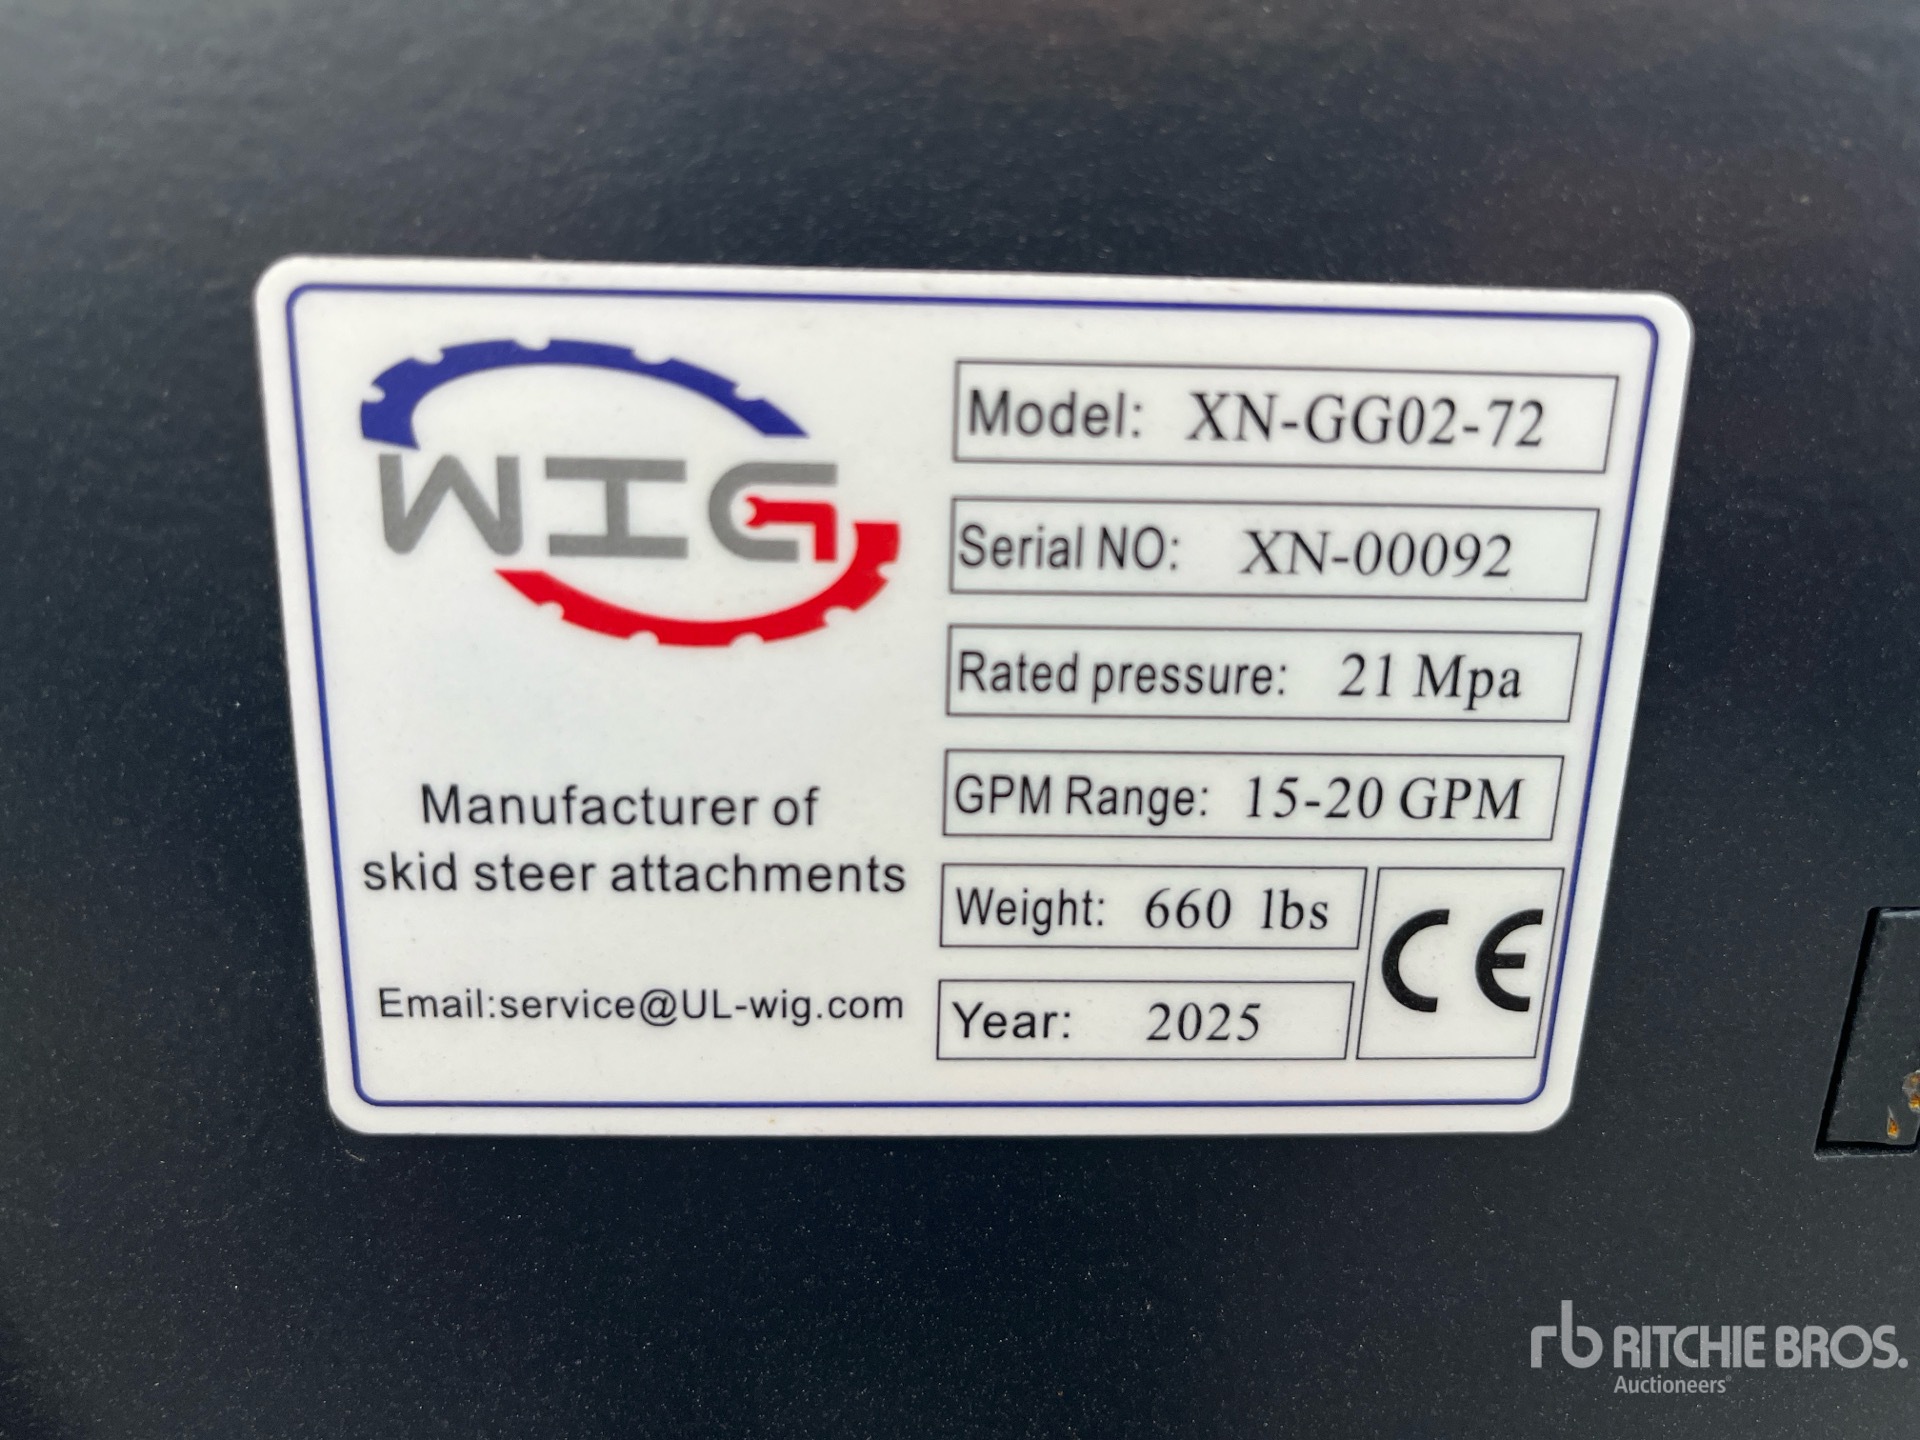 WIG
Manufacturer of
skid steer attachments
Email:service@UL-wig.com
Model: XN-GG02-72
Serial NO: XN-00092
Rated pressure: 21 Mpa
GPM Range: 15-20 GPM
Weight: 660 lbs
Year: 2025
CE
rb RITCHIE BROS.
Auctioneers